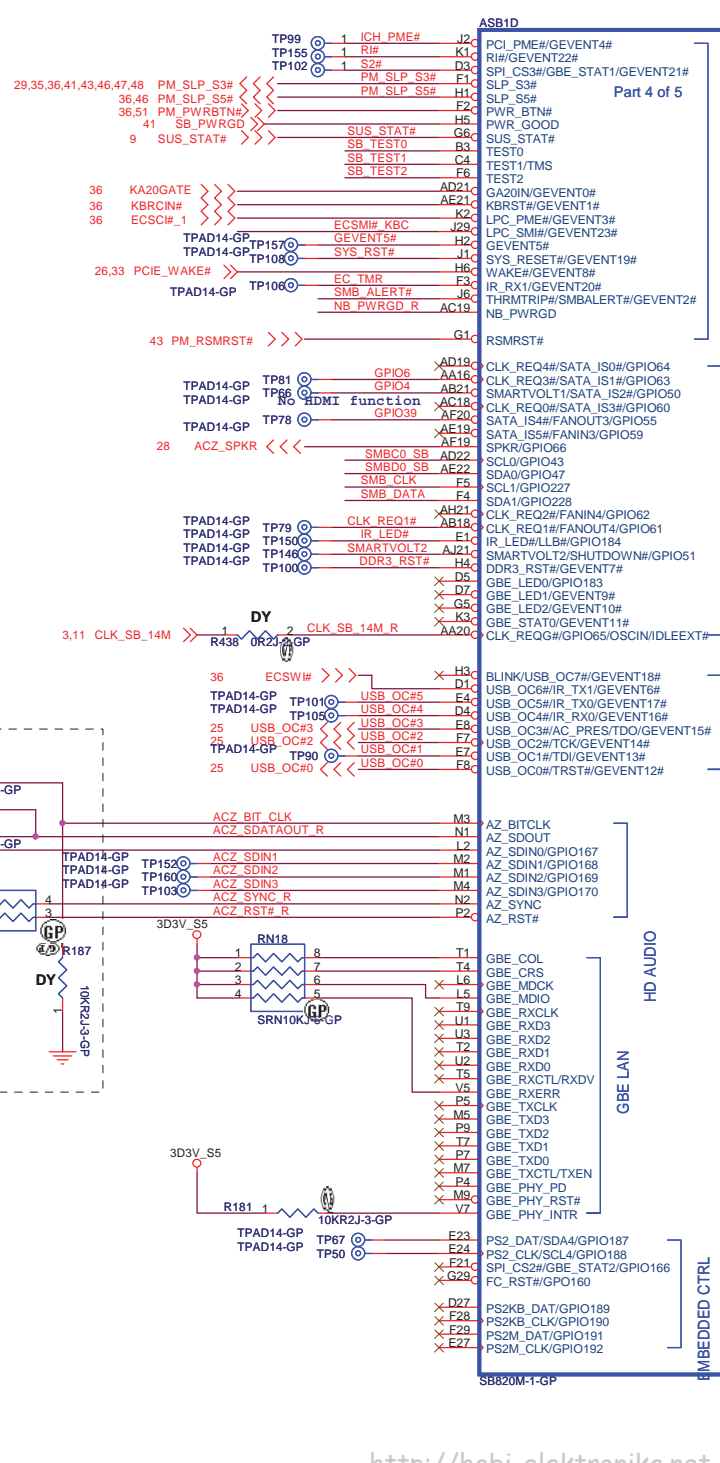 ASB1D
TP99 1 ICH_PME# J2 PCI_PME#/GEVENT4#
TP155 1 RI# K1 RI#/GEVENT22#
TP102 1 S2# D3 SPI_CS3#/GBE_STAT1/GEVENT21#
29,35,36,41,43,46,47,48 PM_SLP_S3# PM_SLP_S3# F1 SLP_S3#
Part 4 of 5
36,46 PM_SLP_S5# PM_SLP_S5# H1 SLP_S5#
36,51 PM_PWRBTN# F2 PWR_BTN#
41 SB_PWRGD H5 PWR_GOOD
9 SUS_STAT# SUS_STAT# G6 SUS_STAT#
SB_TEST0 B3 TEST0
SB_TEST1 C4 TEST1/TMS
SB_TEST2 F6 TEST2
36 KA20GATE AD21 GA20IN/GEVENT0#
36 KBRCIN# AE21 KBRST#/GEVENT1#
36 ECSCI#_1 K2 LPC_PME#/GEVENT3#
ECSMI#_KBC J29 LPC_SMI#/GEVENT23#
TPAD14-GP TP157 GEVENT5# H2 GEVENT5#
TPAD14-GP TP108 SYS_RST# J1 SYS_RESET#/GEVENT19#
26,33 PCIE_WAKE# H6 WAKE#/GEVENT8#
TPAD14-GP TP106 EC_TMR F3 IR_RX1/GEVENT20#
SMB_ALERT# J6 THRMTRIP#/SMBALERT#/GEVENT2#
NB_PWRGD_R AC19 NB_PWRGD
43 PM_RSMRST# G1 RSMRST#
AD19 CLK_REQ4#/SATA_IS0#/GPIO64
TPAD14-GP TP81 GPIO6 AA16 CLK_REQ3#/SATA_IS1#/GPIO63
TPAD14-GP TP66 GPIO4 AB21 SMARTVOLT1/SATA_IS2#/GPIO50
No HDMI function AC18 CLK_REQ0#/SATA_IS3#/GPIO60
TPAD14-GP TP78 GPIO39 AF20 SATA_IS4#/FANOUT3/GPIO55
AE19 SATA_IS5#/FANIN3/GPIO59
28 ACZ_SPKR AF19 SPKR/GPIO66
SMBC0_SB AD22 SCL0/GPIO43
SMBD0_SB AE22 SDA0/GPIO47
SMB_CLK F5 SCL1/GPIO227
SMB_DATA F4 SDA1/GPIO228
AH21 CLK_REQ2#/FANIN4/GPIO62
TPAD14-GP TP79 CLK_REQ1# AB18 CLK_REQ1#/FANOUT4/GPIO61
TPAD14-GP TP150 IR_LED# E1 IR_LED#/LLB#/GPIO184
TPAD14-GP TP146 SMARTVOLT2 AJ21 SMARTVOLT2/SHUTDOWN#/GPIO51
TPAD14-GP TP100 DDR3_RST# H4 DDR3_RST#/GEVENT7#
D5 GBE_LED0/GPIO183
D7 GBE_LED1/GEVENT9#
G5 GBE_LED2/GEVENT10#
K3 GBE_STAT0/GEVENT11#
DY
3,11 CLK_SB_14M 1 2 CLK_SB_14M_R AA20 CLK_REQG#/GPIO65/OSCIN/IDLEEXT#
R438
H3 BLINK/USB_OC7#/GEVENT18#
36 ECSWI# D1 USB_OC6#/IR_TX1/GEVENT6#
TPAD14-GP TP101 USB_OC#5 E4 USB_OC5#/IR_TX0/GEVENT17#
TPAD14-GP TP105 USB_OC#4 D4 USB_OC4#/IR_RX0/GEVENT16#
25 USB_OC#3 USB_OC#3 E8 USB_OC3#/AC_PRES/TDO/GEVENT15#
25 USB_OC#2 USB_OC#2 F7 USB_OC2#/TCK/GEVENT14#
TPAD14-GP TP90 USB_OC#1 E7 USB_OC1#/TDI/GEVENT13#
25 USB_OC#0 USB_OC#0 F8 USB_OC0#/TRST#/GEVENT12#
-GP
ACZ_BIT_CLK M3 AZ_BITCLK
ACZ_SDATAOUT_R N1 AZ_SDOUT
-GP
L2 AZ_SDIN0/GPIO167
TPAD14-GP TP152 ACZ_SDIN1 M2 AZ_SDIN1/GPIO168
TPAD14-GP TP160 ACZ_SDIN2 M1 AZ_SDIN2/GPIO169
TPAD14-GP TP103 ACZ_SDIN3 M4 AZ_SDIN3/GPIO170
4 ACZ_SYNC_R N2 AZ_SYNC
3 ACZ_RST#_R P2 AZ_RST#
HD AUDIO
GP
R187
DY
1
10KR2J-3-GP
3D3V_S5
RN18
1 8 T1 GBE_COL
2 7 T4 GBE_CRS
3 6 L6 GBE_MDCK
4 5 L5 GBE_MDIO
SRN10KJ-6-GP GP
T9 GBE_RXCLK
U1 GBE_RXD3
U3 GBE_RXD2
T2 GBE_RXD1
U2 GBE_RXD0
T5 GBE_RXCTL/RXDV
V5 GBE_RXERR
P5 GBE_TXCLK
M5 GBE_TXD3
P9 GBE_TXD2
T7 GBE_TXD1
P7 GBE_TXD0
M7 GBE_TXCTL/TXEN
P4 GBE_PHY_PD
M9 GBE_PHY_RST#
V7 GBE_PHY_INTR
GBE LAN
3D3V_S5
R181 1
10KR2J-3-GP
TPAD14-GP TP67 E23 PS2_DAT/SDA4/GPIO187
TPAD14-GP TP50 E24 PS2_CLK/SCL4/GPIO188
F21 SPI_CS2#/GBE_STAT2/GPIO166
G29 FC_RST#/GPO160
D27 PS2KB_DAT/GPIO189
F28 PS2KB_CLK/GPIO190
F29 PS2M_DAT/GPIO191
E27 PS2M_CLK/GPIO192
EMBEDDED CTRL
SB820M-1-GP